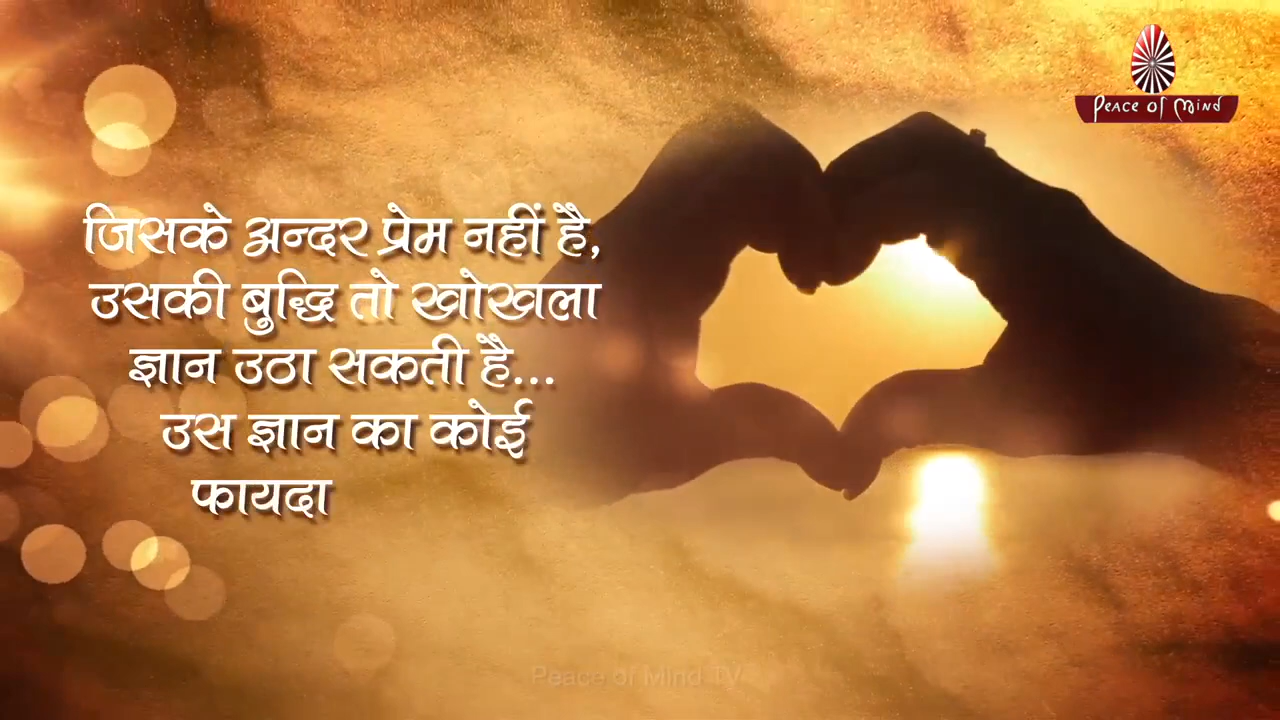 Peace of Mind
जिसके अन्दर प्रेम नहीं है,
उसकी बुद्धि तो खोखला
ज्ञान उठा सकती है...
उस ज्ञान का कोई
फायदा
Peace of Mind TV